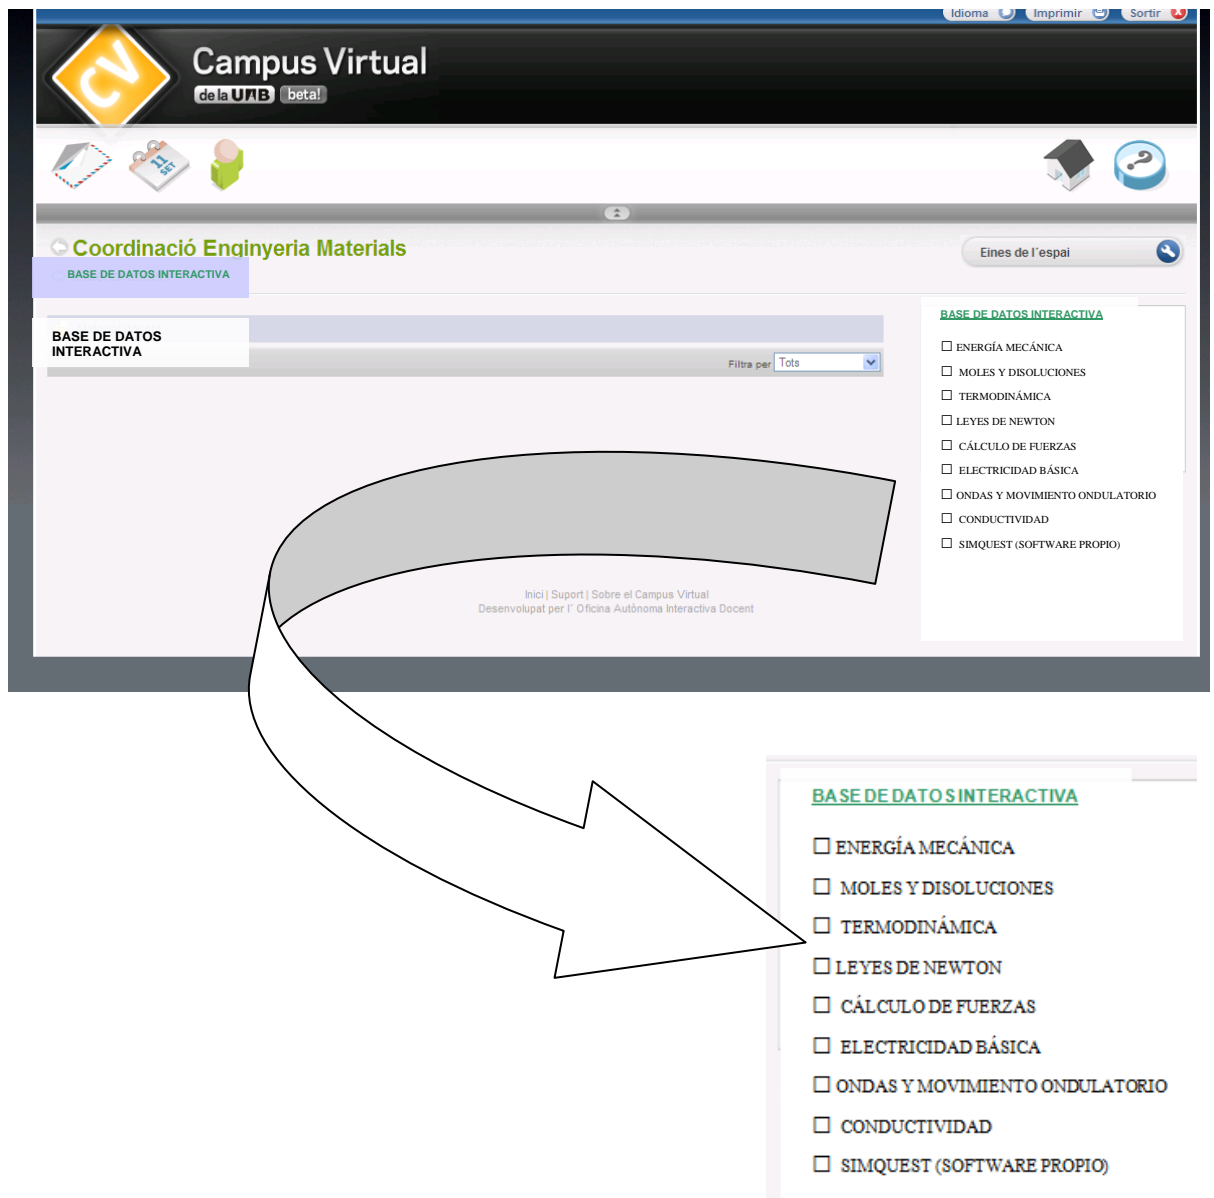 Idioma Imprimir Sortir
CV
Campus Virtual
de la UAB beta!
11
SET
Coordinació Enginyeria Materials
Eines de l´espai
BASE DE DATOS INTERACTIVA
BASE DE DATOS
INTERACTIVA
Filtra per Tots
BASE DE DATOS INTERACTIVA
ENERGÍA MECÁNICA
MOLES Y DISOLUCIONES
TERMODINÁMICA
LEYES DE NEWTON
CÁLCULO DE FUERZAS
ELECTRICIDAD BÁSICA
ONDAS Y MOVIMIENTO ONDULATORIO
CONDUCTIVIDAD
SIMQUEST (SOFTWARE PROPIO)
Inici | Suport | Sobre el Campus Virtual
Desenvolupat per l´ Oficina Autònoma Interactiva Docent
BASE DE DATOS INTERACTIVA
ENERGÍA MECÁNICA
MOLES Y DISOLUCIONES
TERMODINÁMICA
LEYES DE NEWTON
CÁLCULO DE FUERZAS
ELECTRICIDAD BÁSICA
ONDAS Y MOVIMIENTO ONDULATORIO
CONDUCTIVIDAD
SIMQUEST (SOFTWARE PROPIO)